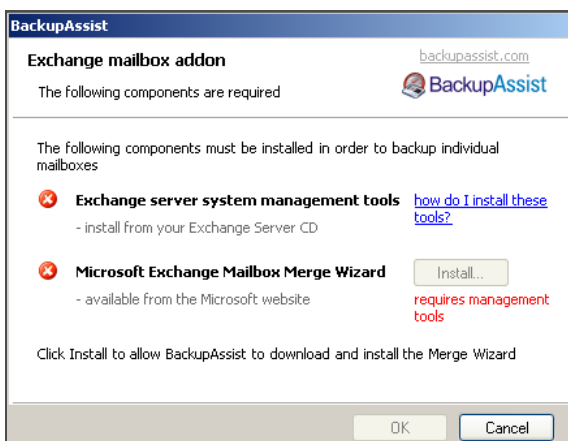 BackupAssist
Exchange mailbox addon
backupassist.com
The following components are required
BackupAssist
The following components must be installed in order to backup individual
mailboxes
Exchange server system management tools
how do I install these
tools?
- install from your Exchange Server CD
Microsoft Exchange Mailbox Merge Wizard
Install...
- available from the Microsoft website
requires management
tools
Click Install to allow BackupAssist to download and install the Merge Wizard
OK
Cancel